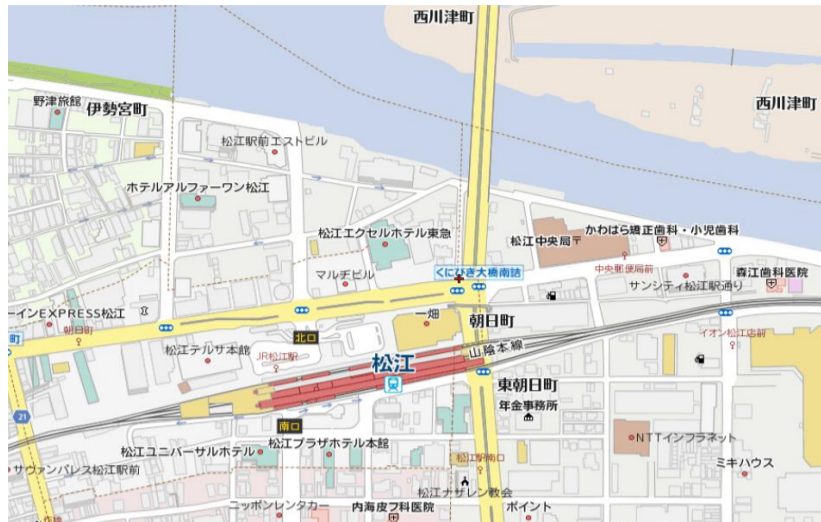 西川津町
野津旅館
伊勢宮町
西川津町
松江駅前エストビル
ホテルアルファーワン松江
松江エクセルホテル東急
松江中央局〒
かわはら矯正歯科・小児歯科
中央郵便局前
マルチビル
くにびき大橋南詰
サンシティ松江駅通り
森江歯科医院
ーインEXPRESS松江
朝日町
一畑
朝日町
町
北口
松江テルサ本館
JR松江駅
松江
山陰本線
イオン松江店前
東朝日町
年金事務所
21
南口
松江ユニバーサルホテル
松江プラザホテル本館
松江駅南口
NTTインフラネット
サヴァンパレス松江駅前
ミキハウス
松江ナザレン教会
ニッポンレンタカー
内海皮フ科医院
ポイント